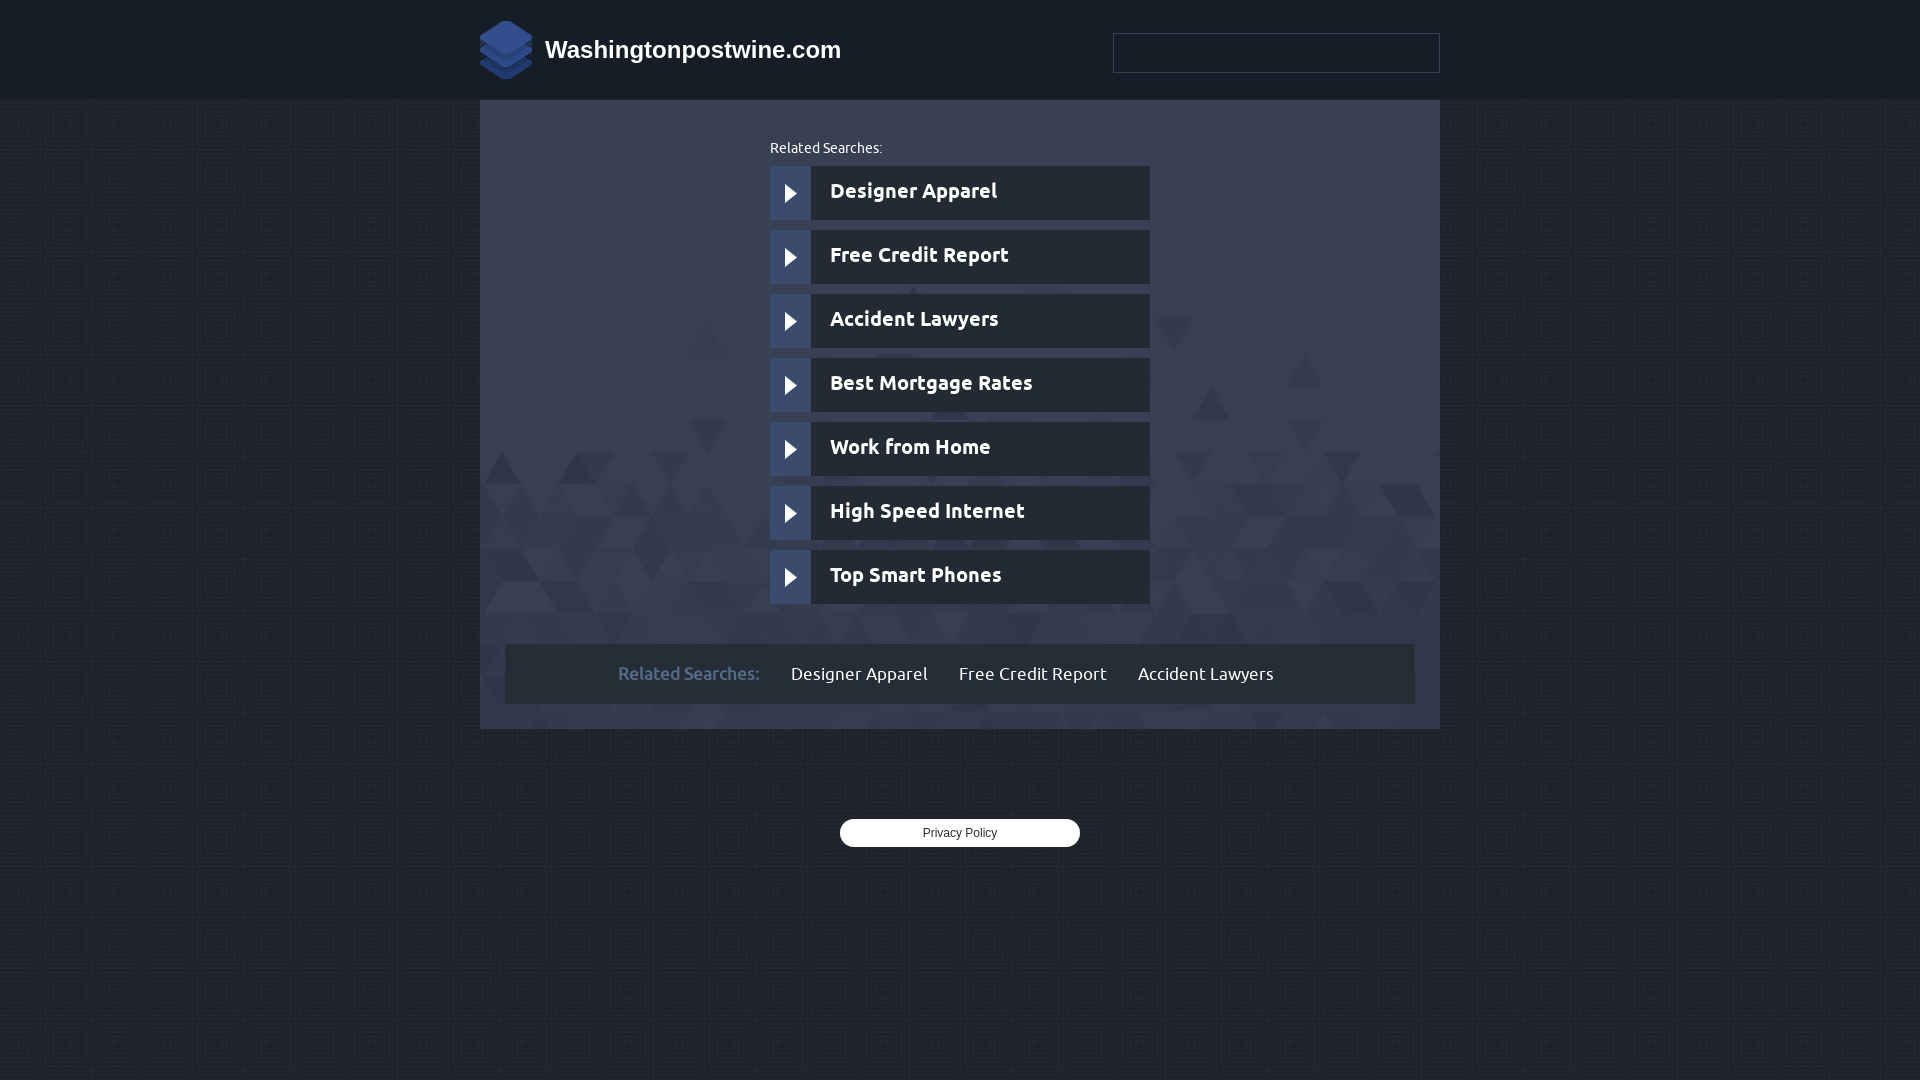 Washingtonpostwine.com
Related Searches:
Designer Apparel
Free Credit Report
Accident Lawyers
Best Mortgage Rates
Work from Home
High Speed Internet
Top Smart Phones
Related Searches: Designer Apparel Free Credit Report Accident Lawyers
Privacy Policy